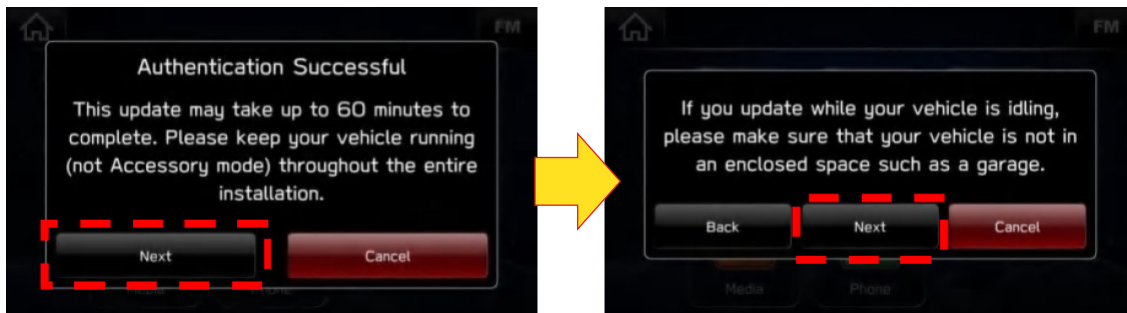 FM
Authentication Successful
This update may take up to 60 minutes to
complete. Please keep your vehicle running
(not Accessory mode) throughout the entire
installation.
Next
Cancel
Media
Phone
FM
If you update while your vehicle is idling,
please make sure that your vehicle is not in
an enclosed space such as a garage.
Back
Next
Cancel
Media
Phone